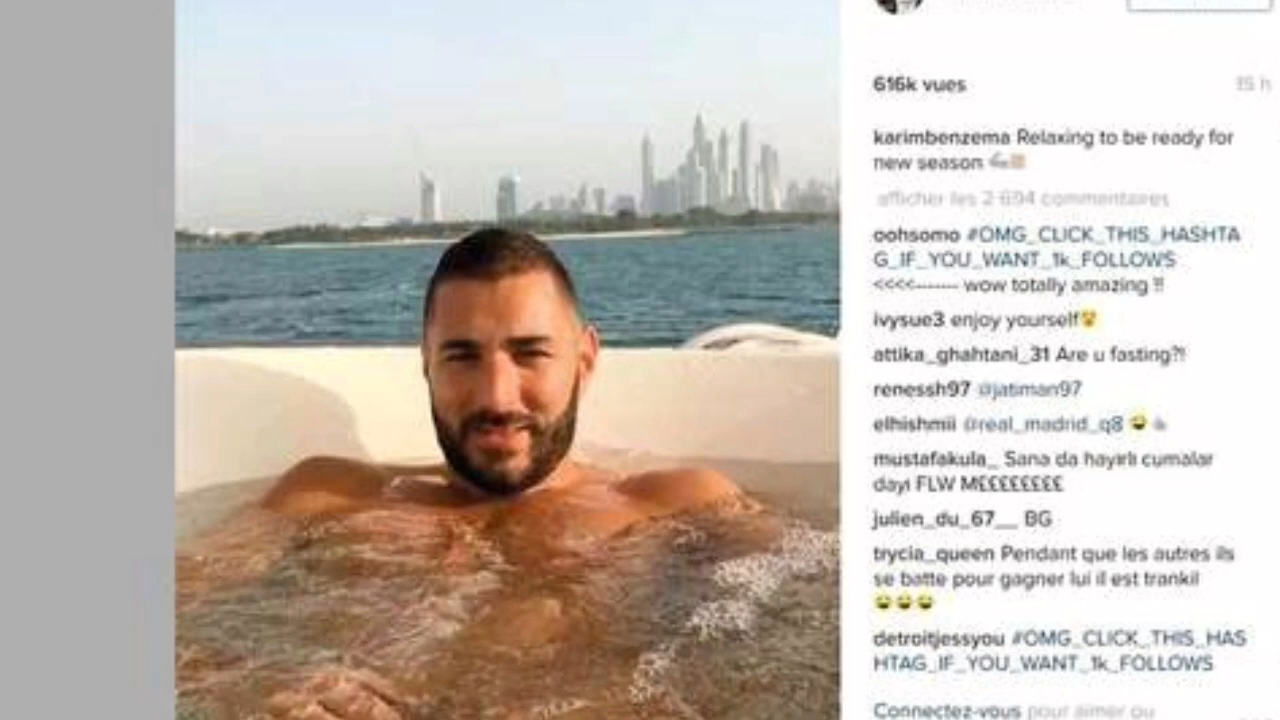 616k vues
15 h
karimbenzema Relaxing to be ready for
new season
afficher les 2 694 commentaires
oohsomo #OMG_CLICK_THIS_HASHTA
G_IF_YOU_WANT_1k_FOLLOWS
<<<<------- wow totally amazing !!
ivysue3 enjoy yourself😍
attika_ghahtani_31 Are u fasting?!
renessh97 @jatiman97
elhishmii @real_madrid_q8 😂
mustafakula_ Sana da hayırlı cumalar
dayı FLW M££££££££
julien_du_67__ BG
trycia_queen Pendant que les autres ils
se batte pour gagner lui il est trankil
😂😂😂
detroitjessyou #OMG_CLICK_THIS_HAS
HTAG_IF_YOU_WANT_1k_FOLLOWS
Connectez-vous pour aimer ou